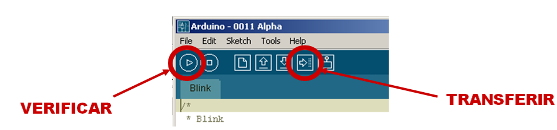 Arduino - 0011 Alpha
File Edit Sketch Tools Help
Blink
VERIFICAR
TRANSFERIR
/*
* Blink